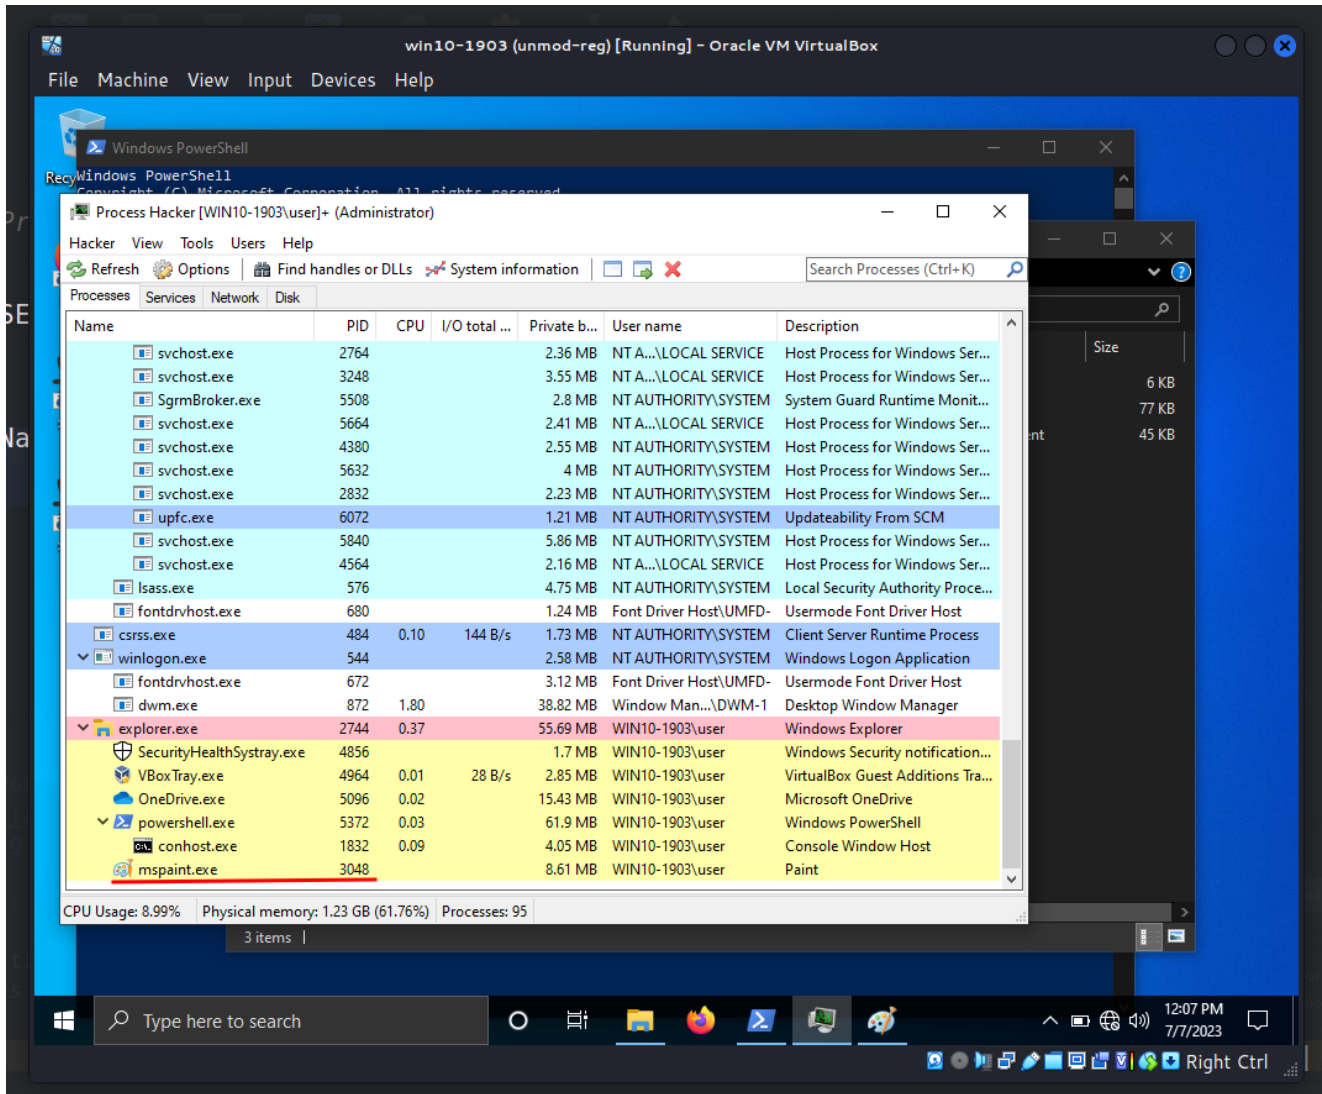 win10-1903 (unmod-reg) [Running] - Oracle VM VirtualBox
File Machine View Input Devices Help
Windows PowerShell
Windows PowerShell
Copyright (C) Microsoft Corporation. All rights reserved.
Process Hacker [WIN10-1903\user]+ (Administrator)
Hacker View Tools Users Help
Refresh Options Find handles or DLLs System information Search Processes (Ctrl+K)
Processes Services Network Disk
Name PID CPU I/O total ... Private b... User name Description
Size
svchost.exe 2764 2.36 MB NT A...\LOCAL SERVICE Host Process for Windows Ser...
svchost.exe 3248 3.55 MB NT A...\LOCAL SERVICE Host Process for Windows Ser...
6 KB
SgrmBroker.exe 5508 2.8 MB NT AUTHORITY\SYSTEM System Guard Runtime Monit...
77 KB
svchost.exe 5664 2.41 MB NT A...\LOCAL SERVICE Host Process for Windows Ser...
45 KB
svchost.exe 4380 2.55 MB NT AUTHORITY\SYSTEM Host Process for Windows Ser...
svchost.exe 5632 4 MB NT AUTHORITY\SYSTEM Host Process for Windows Ser...
svchost.exe 2832 2.23 MB NT AUTHORITY\SYSTEM Host Process for Windows Ser...
upfc.exe 6072 1.21 MB NT AUTHORITY\SYSTEM Updateability From SCM
svchost.exe 5840 5.86 MB NT AUTHORITY\SYSTEM Host Process for Windows Ser...
svchost.exe 4564 2.16 MB NT A...\LOCAL SERVICE Host Process for Windows Ser...
lsass.exe 576 4.75 MB NT AUTHORITY\SYSTEM Local Security Authority Proce...
fontdrvhost.exe 680 1.24 MB Font Driver Host\UMFD- Usermode Font Driver Host
csrss.exe 484 0.10 144 B/s 1.73 MB NT AUTHORITY\SYSTEM Client Server Runtime Process
winlogon.exe 544 2.58 MB NT AUTHORITY\SYSTEM Windows Logon Application
fontdrvhost.exe 672 3.12 MB Font Driver Host\UMFD- Usermode Font Driver Host
dwm.exe 872 1.80 38.82 MB Window Man...\DWM-1 Desktop Window Manager
explorer.exe 2744 0.37 55.69 MB WIN10-1903\user Windows Explorer
SecurityHealthSystray.exe 4856 1.7 MB WIN10-1903\user Windows Security notification...
VBoxTray.exe 4964 0.01 28 B/s 2.85 MB WIN10-1903\user VirtualBox Guest Additions Tra...
OneDrive.exe 5096 0.02 15.43 MB WIN10-1903\user Microsoft OneDrive
powershell.exe 5372 0.03 61.9 MB WIN10-1903\user Windows PowerShell
conhost.exe 1832 0.09 4.05 MB WIN10-1903\user Console Window Host
mspaint.exe 3048 8.61 MB WIN10-1903\user Paint
CPU Usage: 8.99% Physical memory: 1.23 GB (61.76%) Processes: 95
3 items
Type here to search
12:07 PM
7/7/2023
Right Ctrl